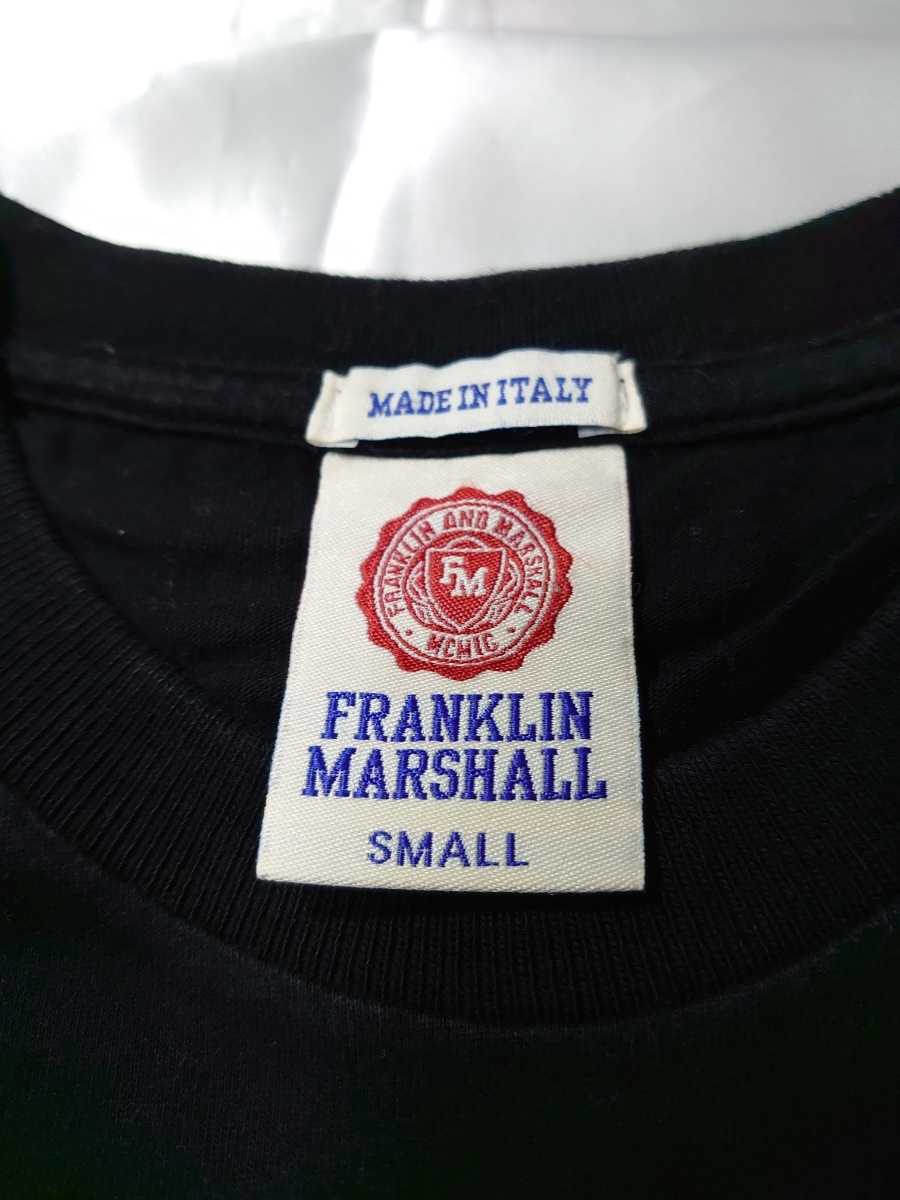 MADE IN ITALY
FRANKLIN AND MARSHALL
FM
· MCMIC ·
FRANKLIN
MARSHALL
SMALL